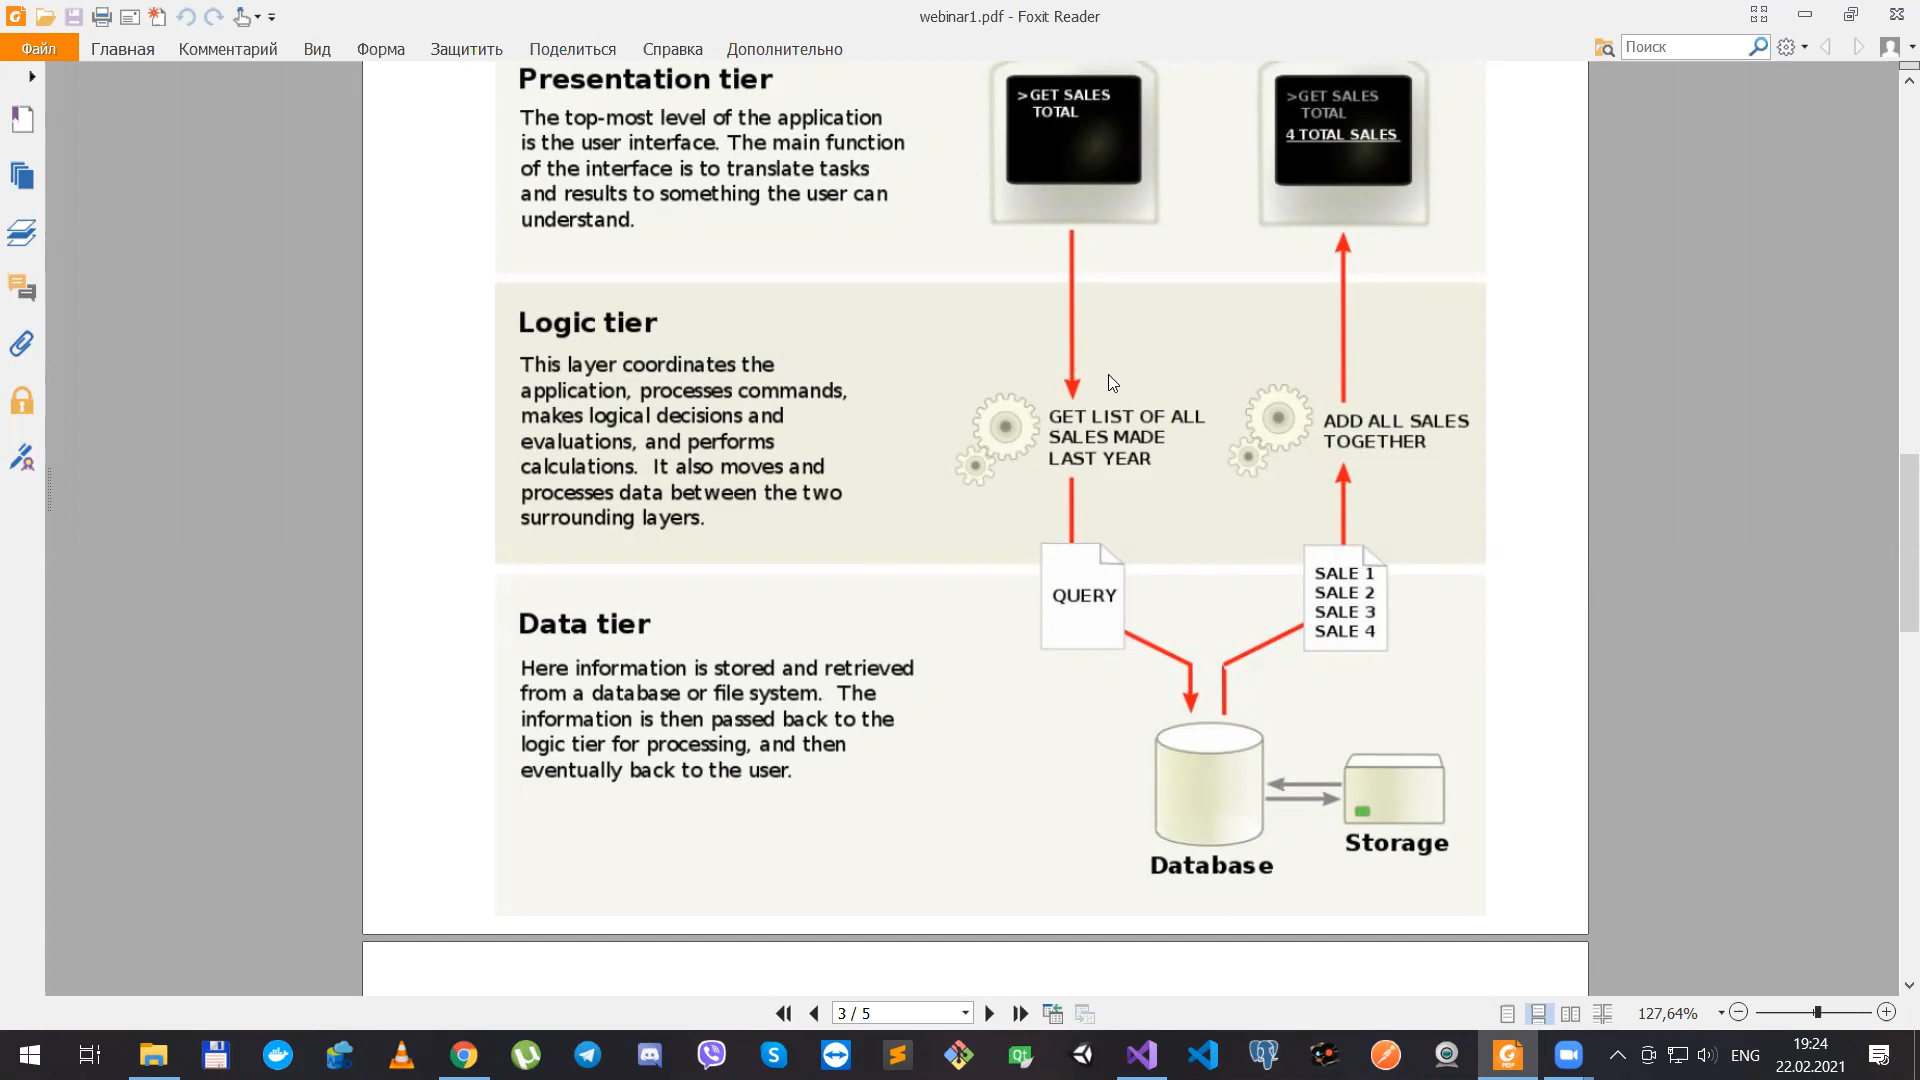 webinar1.pdf - Foxit Reader
Файл Главная Комментарий Вид Форма Защитить Поделиться Справка Дополнительно
Поиск
Presentation tier
The top-most level of the application
is the user interface. The main function
of the interface is to translate tasks
and results to something the user can
understand.
>GET SALES
TOTAL
>GET SALES
TOTAL
4 TOTAL SALES
Logic tier
This layer coordinates the
application, processes commands,
makes logical decisions and
evaluations, and performs
calculations. It also moves and
processes data between the two
surrounding layers.
GET LIST OF ALL
SALES MADE
LAST YEAR
ADD ALL SALES
TOGETHER
QUERY
SALE 1
SALE 2
SALE 3
SALE 4
Data tier
Here information is stored and retrieved
from a database or file system. The
information is then passed back to the
logic tier for processing, and then
eventually back to the user.
Database
Storage
3 / 5
127,64%
ENG
19:24
22.02.2021